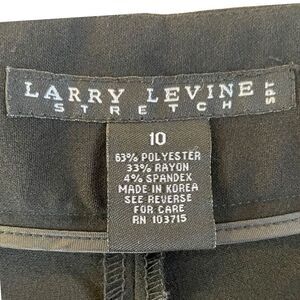 LARRY LEVINE SPT
STRETCH
10
63% POLYESTER
33% RAYON
4% SPANDEX
MADE IN KOREA
SEE REVERSE
FOR CARE
RN 103715